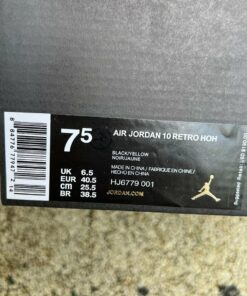 7⁵
AIR JORDAN 10 RETRO HOH
BLACK/YELLOW
NOIR/JAUNE
MADE IN CHINA / FABRIQUÉ EN CHINE /
HECHO EN CHINA
HJ6779 001
JORDAN.COM
UK 6.5
EUR 40.5
CM 25.5
BR 38.5